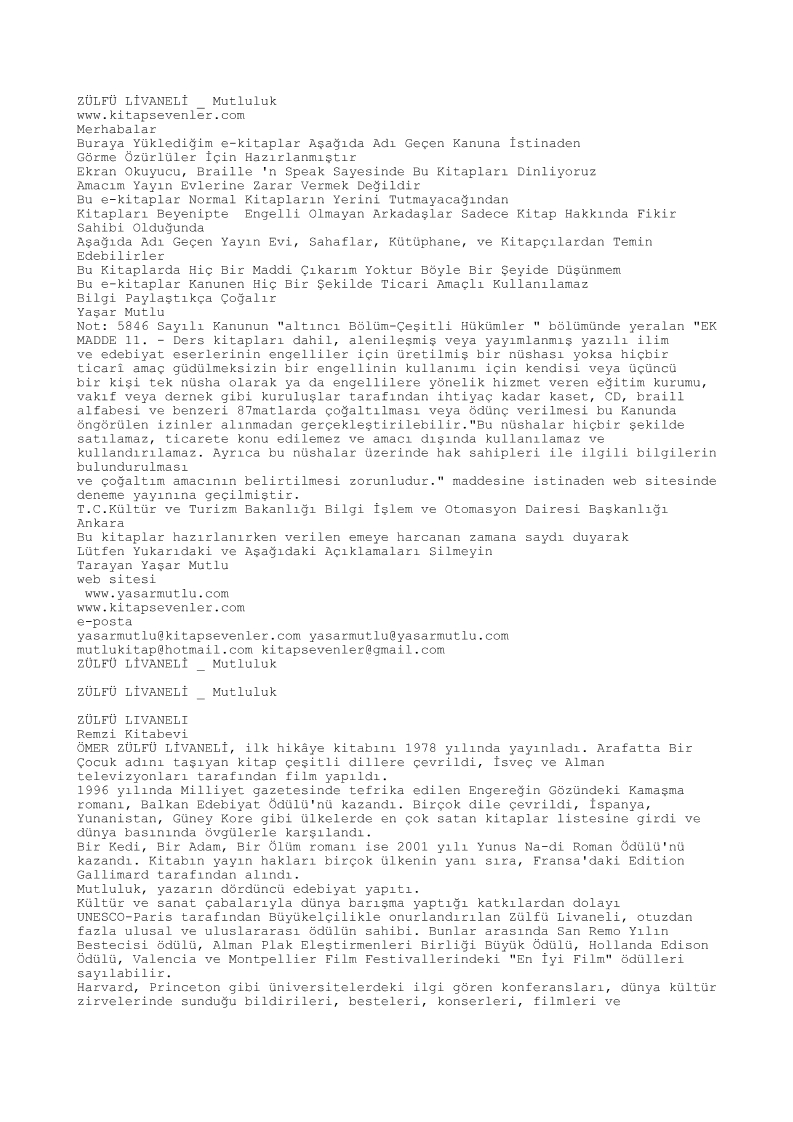 ZÜLFÜ LİVANELİ _ Mutluluk
www.kitapsevenler.com
Merhabalar
Buraya Yüklediğim e-kitaplar Aşağıda Adı Geçen Kanuna İstinaden
Görme Özürlüler İçin Hazırlanmıştır
Ekran Okuyucu, Braille 'n Speak Sayesinde Bu Kitapları Dinliyoruz
Amacım Yayın Evlerine Zarar Vermek Değildir
Bu e-kitaplar Normal Kitapların Yerini Tutmayacağından
Kitapları Beyenipte  Engelli Olmayan Arkadaşlar Sadece Kitap Hakkında Fikir
Sahibi Olduğunda
Aşağıda Adı Geçen Yayın Evi, Sahaflar, Kütüphane, ve Kitapçılardan Temin
Edebilirler
Bu Kitaplarda Hiç Bir Maddi Çıkarım Yoktur Böyle Bir Şeyide Düşünmem
Bu e-kitaplar Kanunen Hiç Bir Şekilde Ticari Amaçlı Kullanılamaz
Bilgi Paylaştıkça Çoğalır
Yaşar Mutlu
Not: 5846 Sayılı Kanunun "altıncı Bölüm-Çeşitli Hükümler " bölümünde yeralan "EK
MADDE 11. - Ders kitapları dahil, alenileşmiş veya yayımlanmış yazılı ilim
ve edebiyat eserlerinin engelliler için üretilmiş bir nüshası yoksa hiçbir
ticarî amaç güdülmeksizin bir engellinin kullanımı için kendisi veya üçüncü
bir kişi tek nüsha olarak ya da engellilere yönelik hizmet veren eğitim kurumu,
vakıf veya dernek gibi kuruluşlar tarafından ihtiyaç kadar kaset, CD, braill
alfabesi ve benzeri 87matlarda çoğaltılması veya ödünç verilmesi bu Kanunda
öngörülen izinler alınmadan gerçekleştirilebilir."Bu nüshalar hiçbir şekilde
satılamaz, ticarete konu edilemez ve amacı dışında kullanılamaz ve
kullandırılamaz. Ayrıca bu nüshalar üzerinde hak sahipleri ile ilgili bilgilerin
bulundurulması
ve çoğaltım amacının belirtilmesi zorunludur." maddesine istinaden web sitesinde
deneme yayınına geçilmiştir.
T.C.Kültür ve Turizm Bakanlığı Bilgi İşlem ve Otomasyon Dairesi Başkanlığı
Ankara
Bu kitaplar hazırlanırken verilen emeye harcanan zamana saydı duyarak
Lütfen Yukarıdaki ve Aşağıdaki Açıklamaları Silmeyin
Tarayan Yaşar Mutlu
web sitesi
 www.yasarmutlu.com
www.kitapsevenler.com
e-posta
yasarmutlu@kitapsevenler.com yasarmutlu@yasarmutlu.com
mutlukitap@hotmail.com kitapsevenler@gmail.com
ZÜLFÜ LİVANELİ _ Mutluluk

ZÜLFÜ LİVANELİ _ Mutluluk

ZÜLFÜ LIVANELI
Remzi Kitabevi
ÖMER ZÜLFÜ LİVANELİ, ilk hikâye kitabını 1978 yılında yayınladı. Arafatta Bir
Çocuk adını taşıyan kitap çeşitli dillere çevrildi, İsveç ve Alman
televizyonları tarafından film yapıldı.
1996 yılında Milliyet gazetesinde tefrika edilen Engereğin Gözündeki Kamaşma
romanı, Balkan Edebiyat Ödülü'nü kazandı. Birçok dile çevrildi, İspanya,
Yunanistan, Güney Kore gibi ülkelerde en çok satan kitaplar listesine girdi ve
dünya basınında övgülerle karşılandı.
Bir Kedi, Bir Adam, Bir Ölüm romanı ise 2001 yılı Yunus Na-di Roman Ödülü'nü
kazandı. Kitabın yayın hakları birçok ülkenin yanı sıra, Fransa'daki Edition
Gallimard tarafından alındı.
Mutluluk, yazarın dördüncü edebiyat yapıtı.
Kültür ve sanat çabalarıyla dünya barışma yaptığı katkılardan dolayı
UNESCO-Paris tarafından Büyükelçilikle onurlandırılan Zülfü Livaneli, otuzdan
fazla ulusal ve uluslararası ödülün sahibi. Bunlar arasında San Remo Yılın
Bestecisi ödülü, Alman Plak Eleştirmenleri Birliği Büyük Ödülü, Hollanda Edison
Ödülü, Valencia ve Montpellier Film Festivallerindeki "En İyi Film" ödülleri
sayılabilir.
Harvard, Princeton gibi üniversitelerdeki ilgi gören konferansları, dünya kültür
zirvelerinde sunduğu bildirileri, besteleri, konserleri, filmleri ve